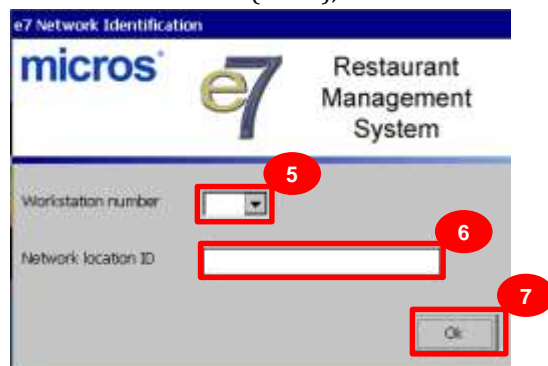 e7 Network Identification
micros
e7
Restaurant
Management
System
5
Workstation number
6
Network location ID
7
Ok